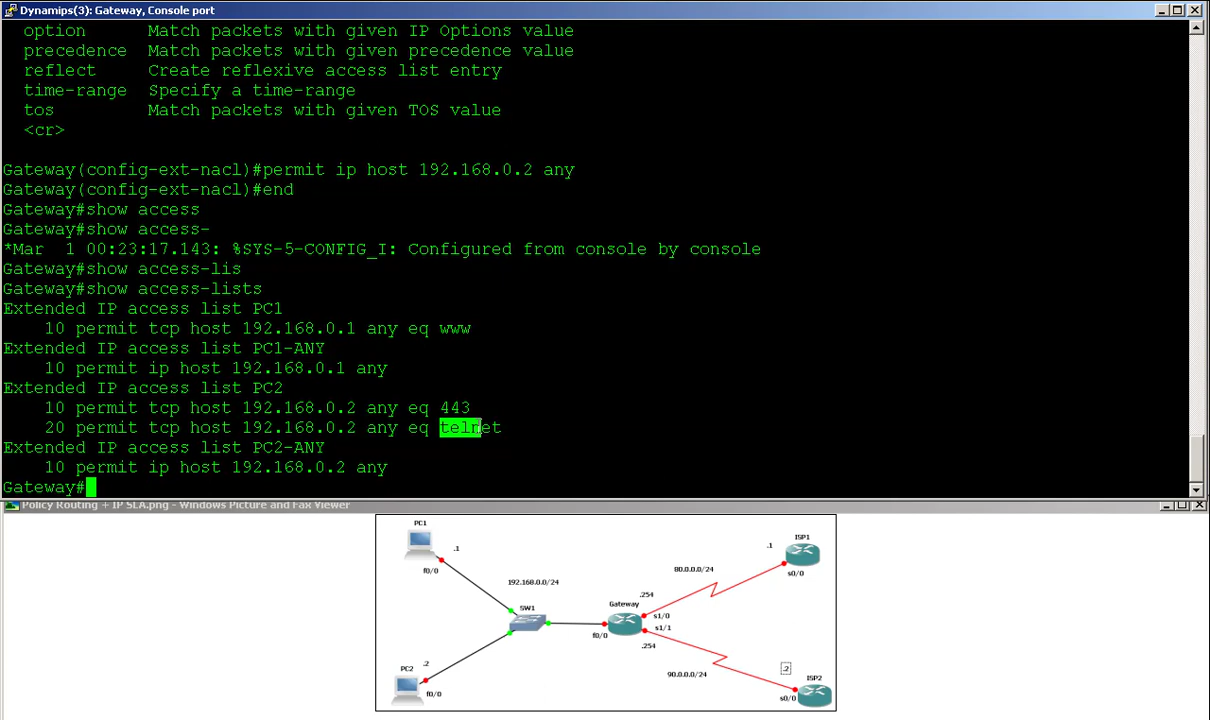 Dynamips(3): Gateway, Console port
option Match packets with given IP Options value
precedence Match packets with given precedence value
reflect Create reflexive access list entry
time-range Specify a time-range
tos Match packets with given TOS value
<cr>
Gateway(config-ext-nacl)#permit ip host 192.168.0.2 any
Gateway(config-ext-nacl)#end
Gateway#show access
Gateway#show access-
*Mar 1 00:23:17.143: %SYS-5-CONFIG_I: Configured from console by console
Gateway#show access-lis
Gateway#show access-lists
Extended IP access list PC1
10 permit tcp host 192.168.0.1 any eq www
Extended IP access list PC1-ANY
10 permit ip host 192.168.0.1 any
Extended IP access list PC2
10 permit tcp host 192.168.0.2 any eq 443
20 permit tcp host 192.168.0.2 any eq telnet
Extended IP access list PC2-ANY
10 permit ip host 192.168.0.2 any
Gateway#
Policy Routing + IP SLA.png - Windows Picture and Fax Viewer
PC1
.1
f0/0
192.168.0.0/24
SW1
PC2
.2
f0/0
f0/0
Gateway
.254
s1/0
s1/1
.254
80.0.0.0/24
.1
ISP1
s0/0
90.0.0.0/24
.2
ISP2
s0/0